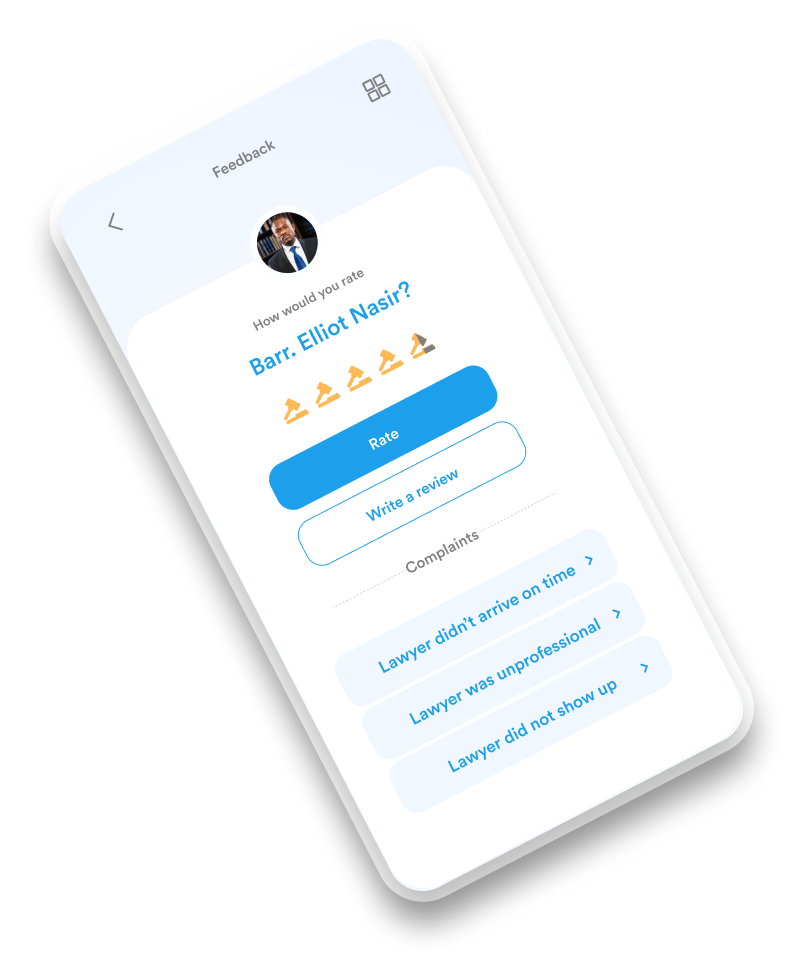 Feedback
How would you rate
Barr. Elliot Nasir?
Rate
Write a review
Complaints
Lawyer didn't arrive on time
Lawyer was unprofessional
Lawyer did not show up